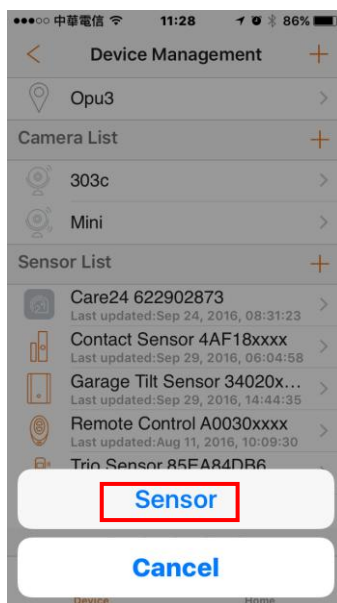 中華電信 11:28 86%
Device Management
Opu3
Camera List
303c
Mini
Sensor List
Care24 622902873
Last updated:Sep 24, 2016, 08:31:23
Contact Sensor 4AF18xxxx
Last updated:Sep 29, 2016, 06:04:58
Garage Tilt Sensor 34020x...
Last updated:Sep 29, 2016, 14:44:35
Remote Control A0030xxxx
Last updated:Aug 11, 2016, 10:09:30
Trio Sensor 85EA84DB6
Sensor
Cancel
Device Home